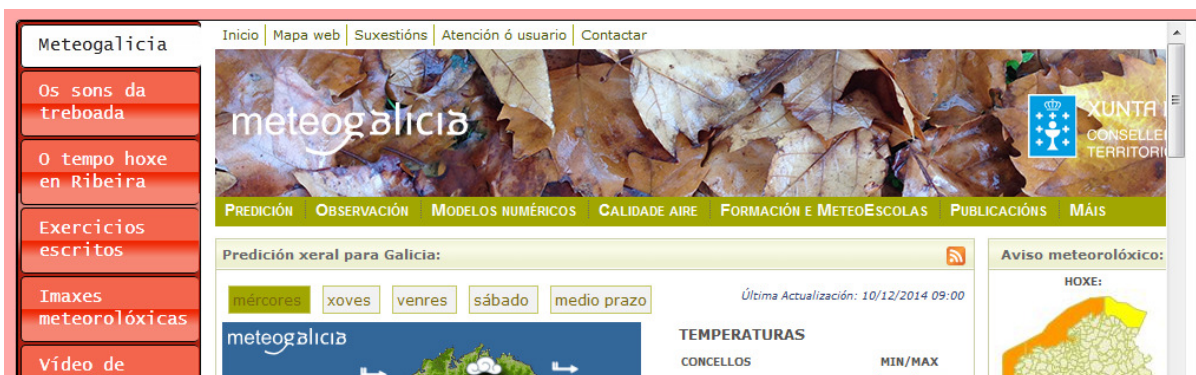 Meteogalicia
Os sons da
treboada
O tempo hoxe
en Ribeira
Exercicios
escritos
Imaxes
meteorolóxicas
Vídeo de
Inicio | Mapa web | Suxestións | Atención ó usuario | Contactar
meteogalicia
XUNTA
CONSELLE
TERRITORI
PREDICIÓN OBSERVACIÓN MODELOS NUMÉRICOS CALIDADE AIRE FORMACIÓN E METEOESCOLAS PUBLICACIÓNS MÁIS
Predición xeral para Galicia:
mércores xoves venres sábado medio prazo
Última Actualización: 10/12/2014 09:00
meteogalicia
TEMPERATURAS
CONCELLOS MIN/MAX
Aviso meteorolóxico:
HOXE: